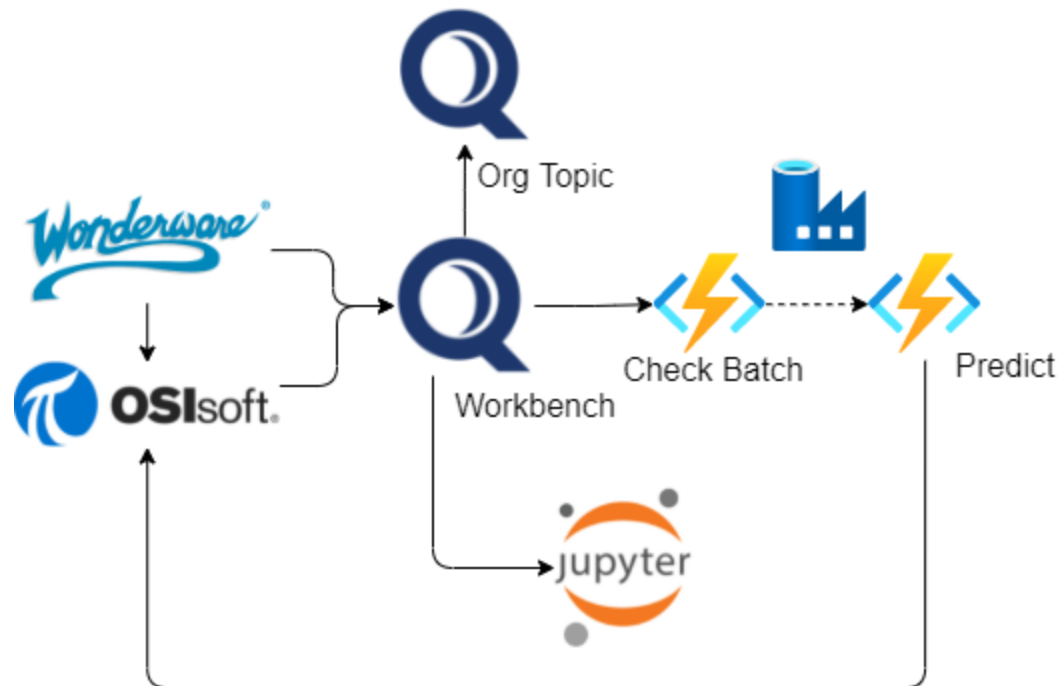 Org Topic
Wonderware®
OSIsoft®
Workbench
Check Batch
Predict
jupyter